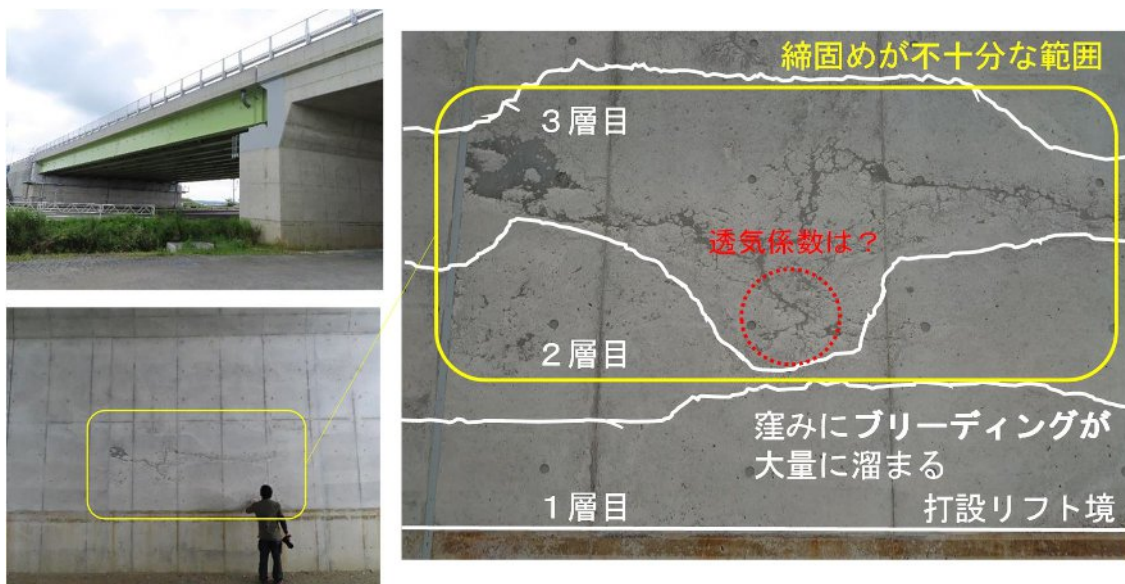 締固めが不十分な範囲
３層目
透気係数は？
２層目
窪みにブリーディングが
大量に溜まる
１層目
打設リフト境